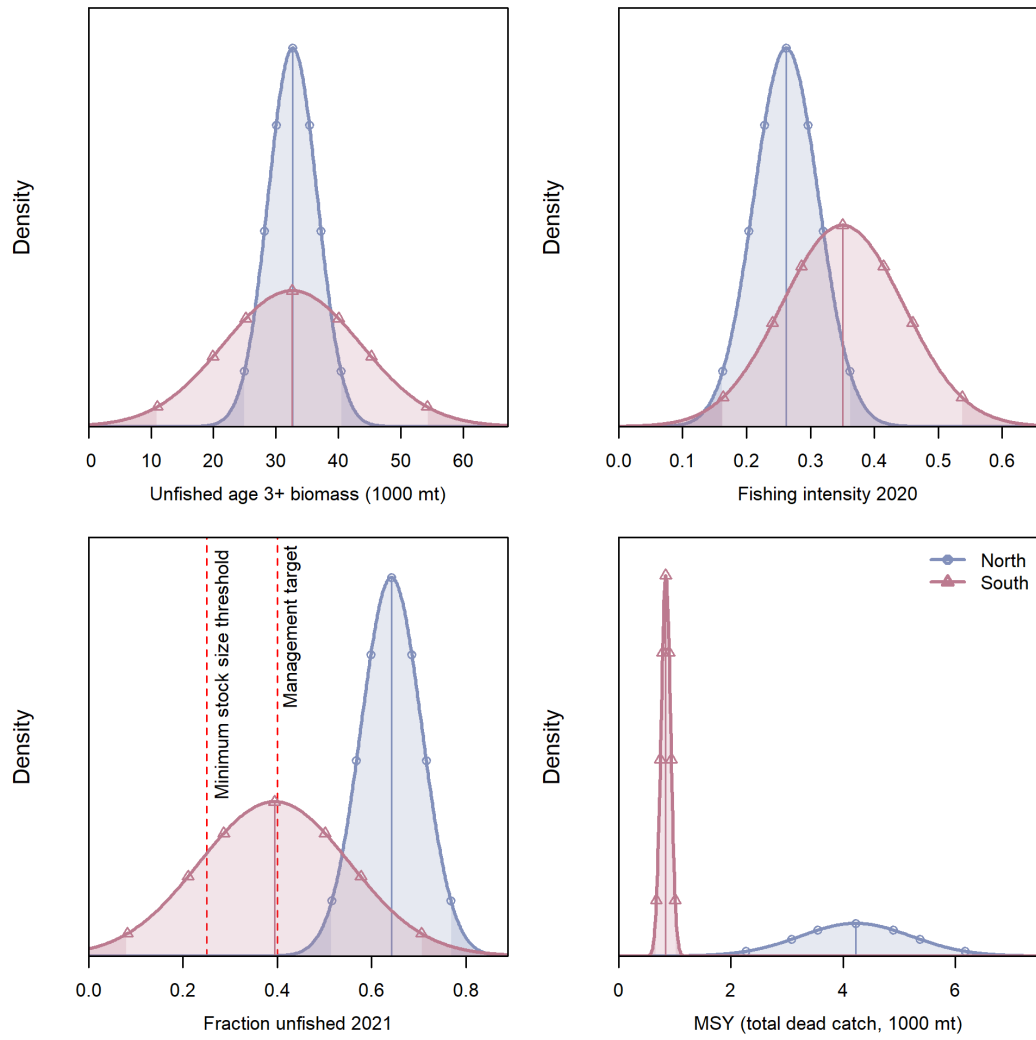 Density
0 10 20 30 40 50 60
Unfished age 3+ biomass (1000 mt)
Density
0.0 0.1 0.2 0.3 0.4 0.5 0.6
Fishing intensity 2020
Density
Minimum stock size threshold
Management target
0.0 0.2 0.4 0.6 0.8
Fraction unfished 2021
Density
North
South
0 2 4 6
MSY (total dead catch, 1000 mt)